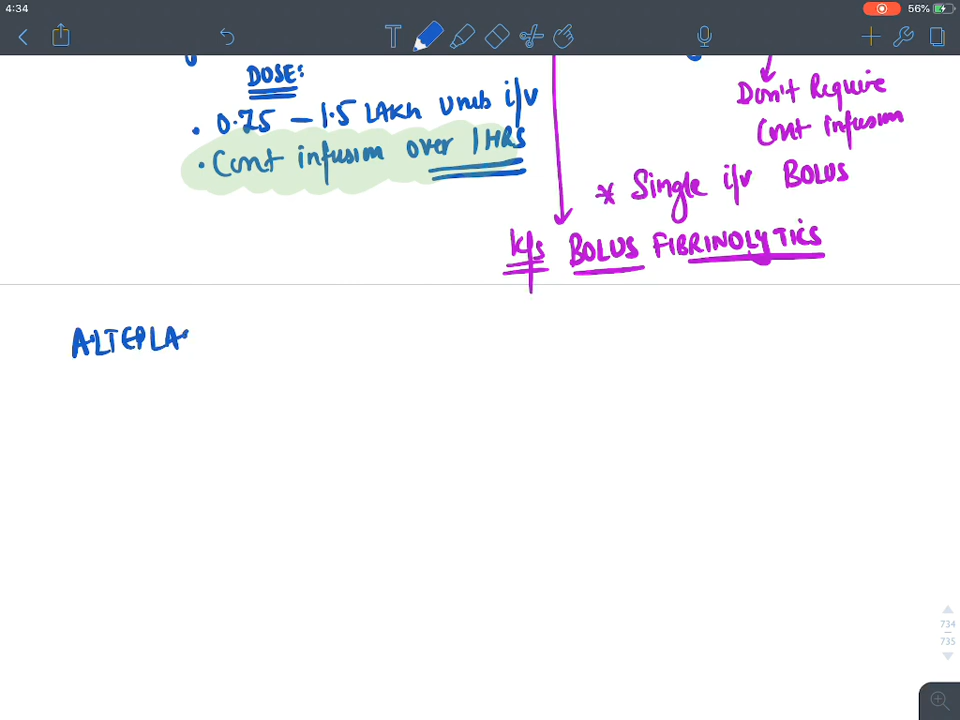 4:34
56%
T
DOSE:
• 0.75 – 1.5 LAKH Units i/v
• Cont infusion over 1 HRS
Don't Require
Cont infusion
* Single i/v BOLUS
K/s BOLUS FIBRINOLYTICS
ALTEPLA
734
735